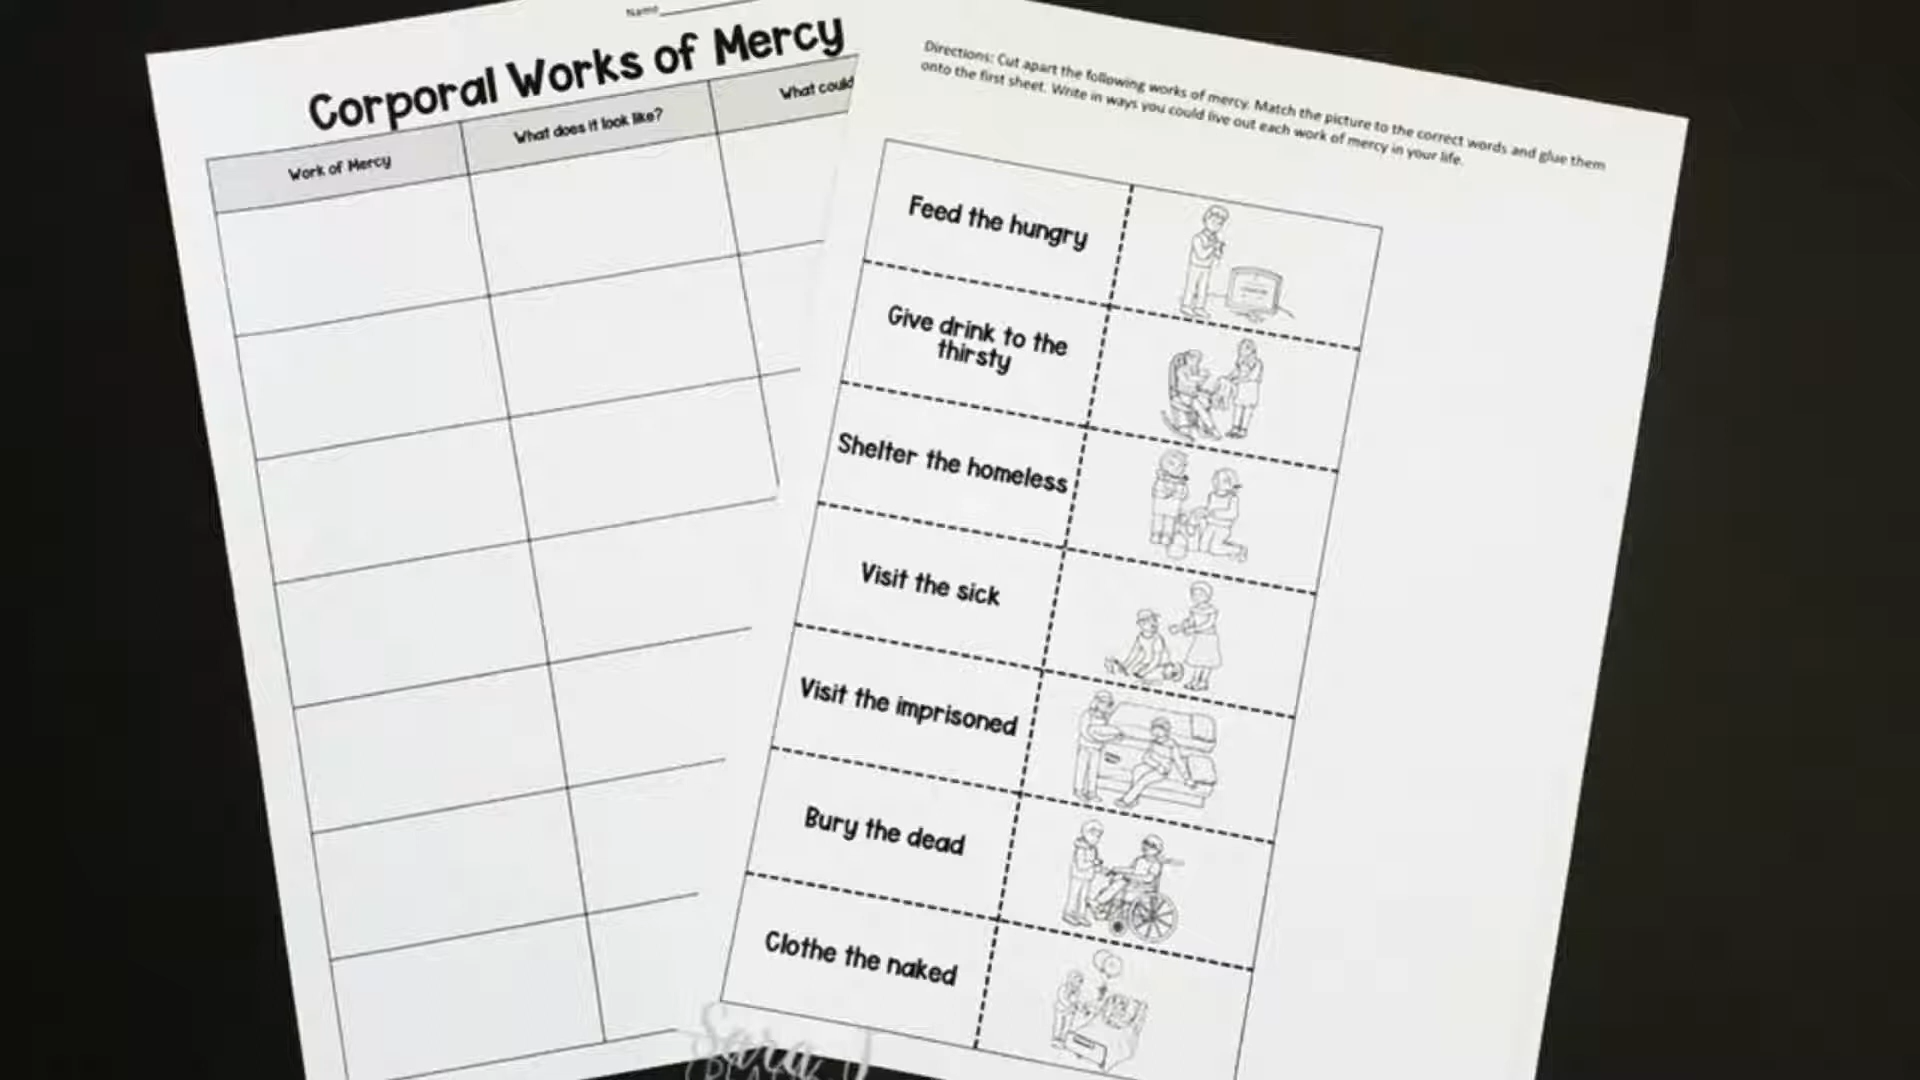 Name
Corporal Works of Mercy
Work of Mercy
What does it look like?
What could
Directions: Cut apart the following works of mercy. Match the picture to the correct words and glue them
onto the first sheet. Write in ways you could live out each work of mercy in your life.
Feed the hungry
Give drink to the
thirsty
Shelter the homeless
Visit the sick
Visit the imprisoned
Bury the dead
Clothe the naked
Sara J